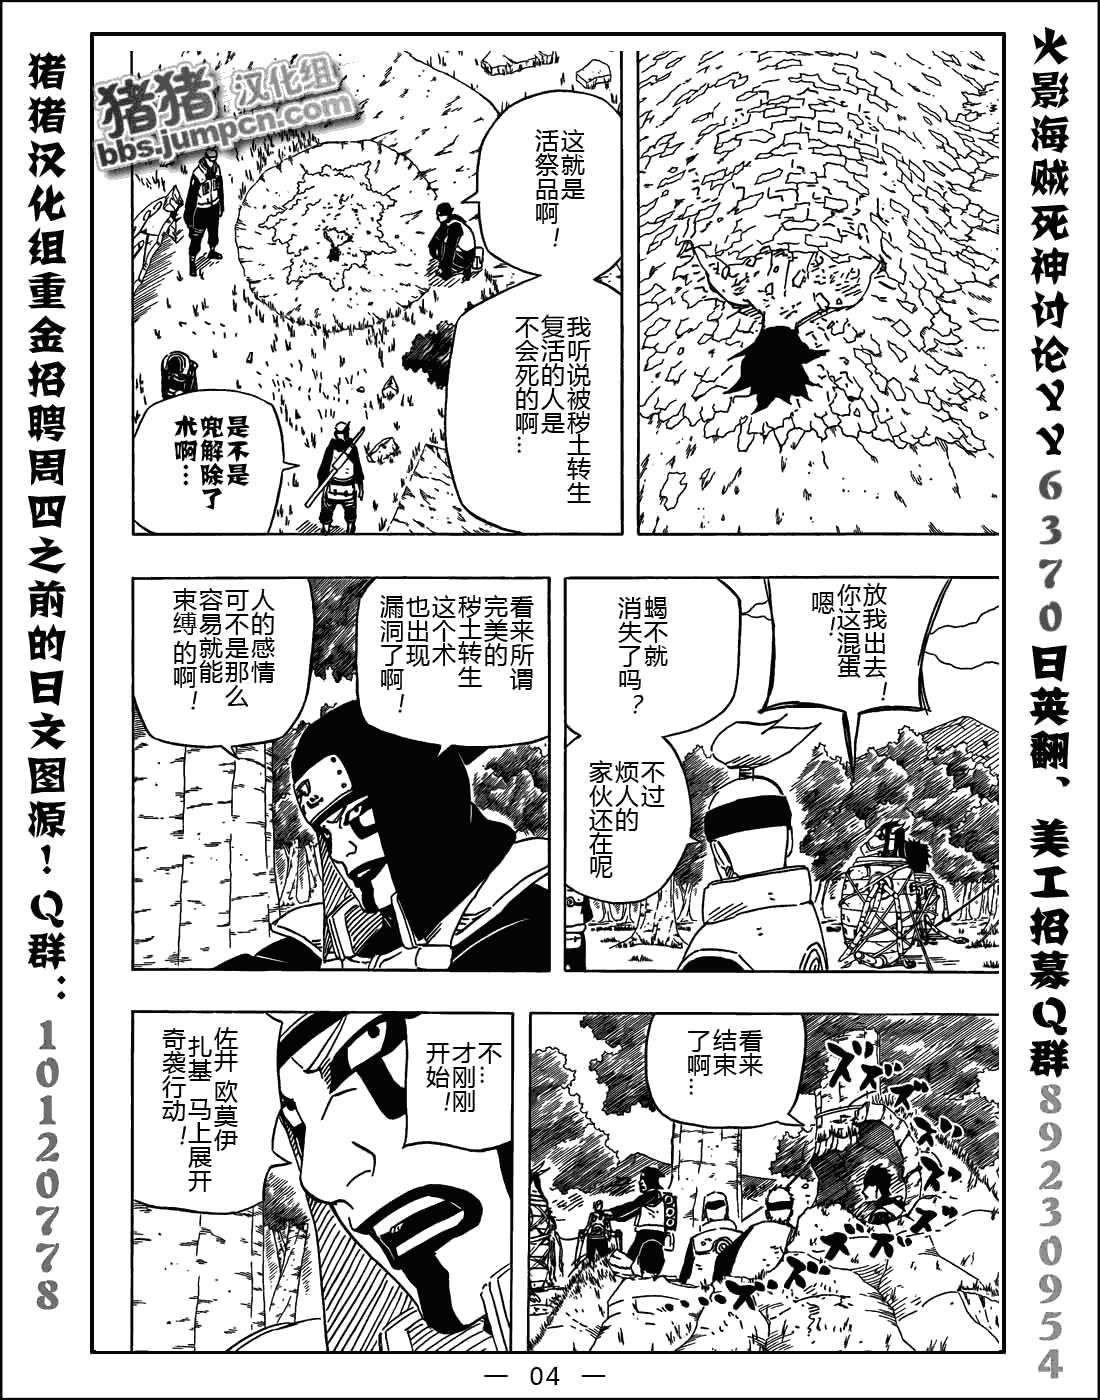 火影海贼死神讨论YY6370日英翻、美工招募Q群89230954
猪猪汉化组
bbs.jumpcn.com
这就是
活祭品
啊！
我听说被秽土转生
复活的人是
不会死的啊…
是不是
兜解除了
术啊…
放我出去！
你这混蛋
嗯！
蝎不就
消失了吗？
不过
烦人的
家伙还
在呢
看来所谓
完美的
秽土转生
这个术
也出现
漏洞了啊！
人的感情
可不是那么
容易就能
束缚的啊！
看来
结束
了啊…
ズズズ
ズズ
ズズズ
ズズズ
不…
才刚刚
开始！
佐井 欧莫伊
扎基 马上展开
奇袭行动！
猪猪汉化组重金招聘周四之前的日文图源！Q群：10120778
— 04 —